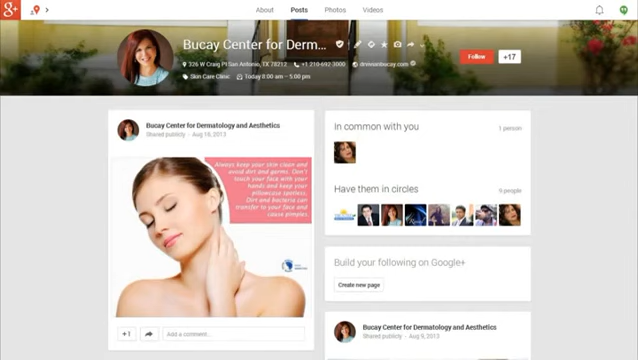 g+
About Posts Photos Videos
Bucay Center for Derm...
326 W Craig Pl San Antonio, TX 78212 +1 210-692-3000 drvivianbucay.com
Skin Care Clinic Today 8:00 am – 5:00 pm
Follow +17
Bucay Center for Dermatology and Aesthetics
Shared publicly - Aug 16, 2013
Always keep your skin clean and
avoid dirt and germs. Don't
touch your face with your
hands and keep your
pillowcase spotless.
Dirt and bacteria can
transfer to your face and
cause pimples.
+1 Add a comment...
In common with you 1 person
Have them in circles 9 people
Build your following on Google+
Create new page
Bucay Center for Dermatology and Aesthetics
Shared publicly - Aug 9, 2013